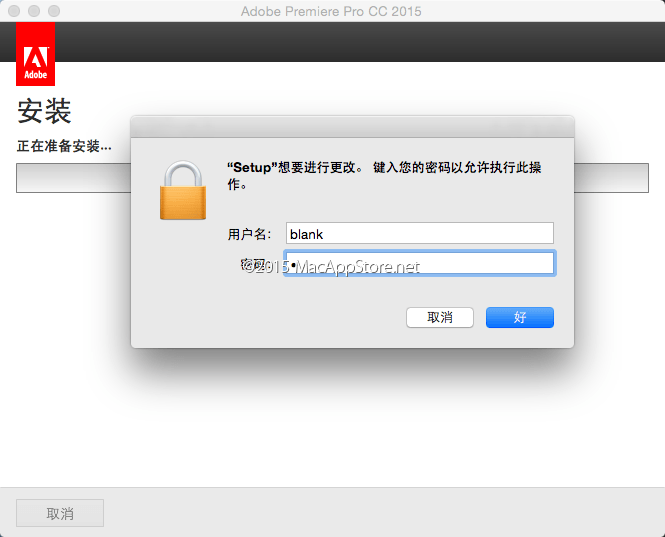 Adobe Premiere Pro CC 2015
Adobe
安装
正在准备安装...
“Setup”想要进行更改。 键入您的密码以允许执行此操
作。
用户名: blank
密码: •
©2015 MacAppStore.net
取消 好
取消